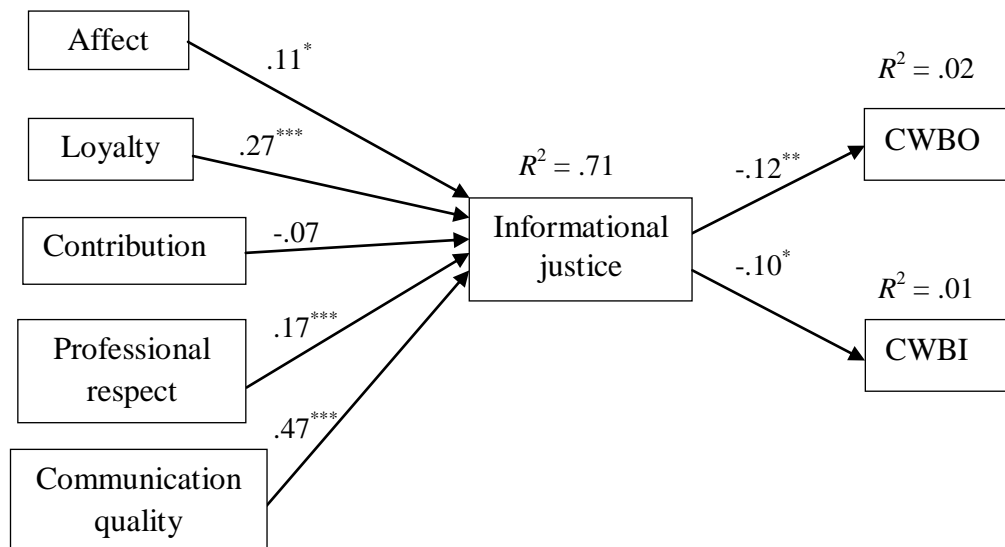 Affect
.11*
R² = .02
Loyalty
.27***
R² = .71
-.12**
CWBO
Contribution
-.07
Informational
justice
-.10*
R² = .01
Professional
respect
.17***
CWBI
.47***
Communication
quality